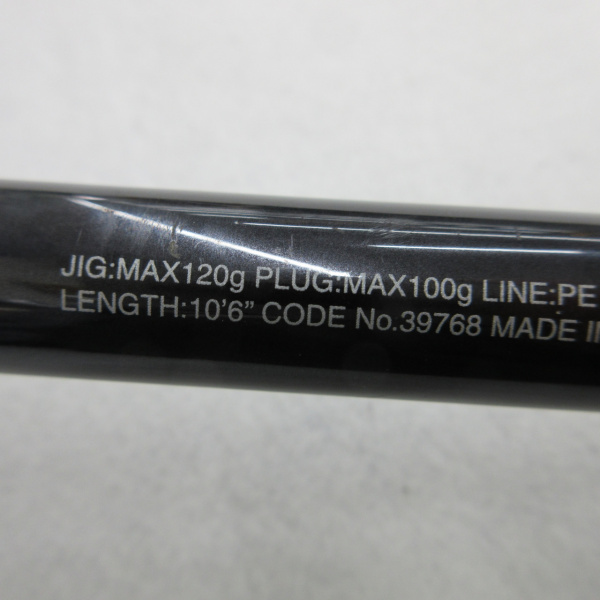 JIG:MAX120g PLUG:MAX100g LINE:PE
LENGTH:10'6” CODE No.39768 MADE